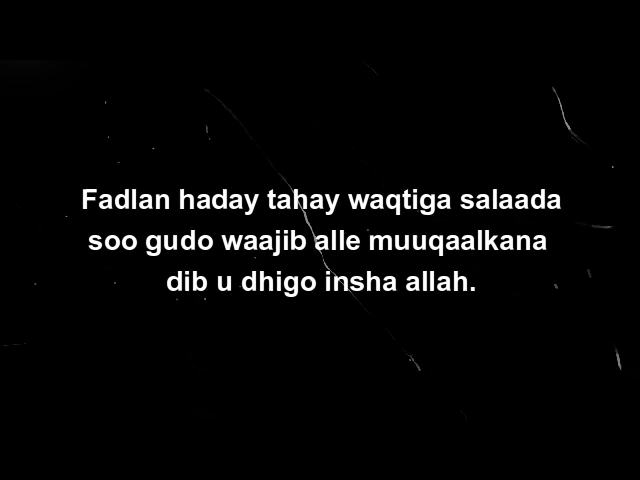 Fadlan haday tahay waqtiga salaada
soo gudo waajib alle muuqaalkana
dib u dhigo insha allah.